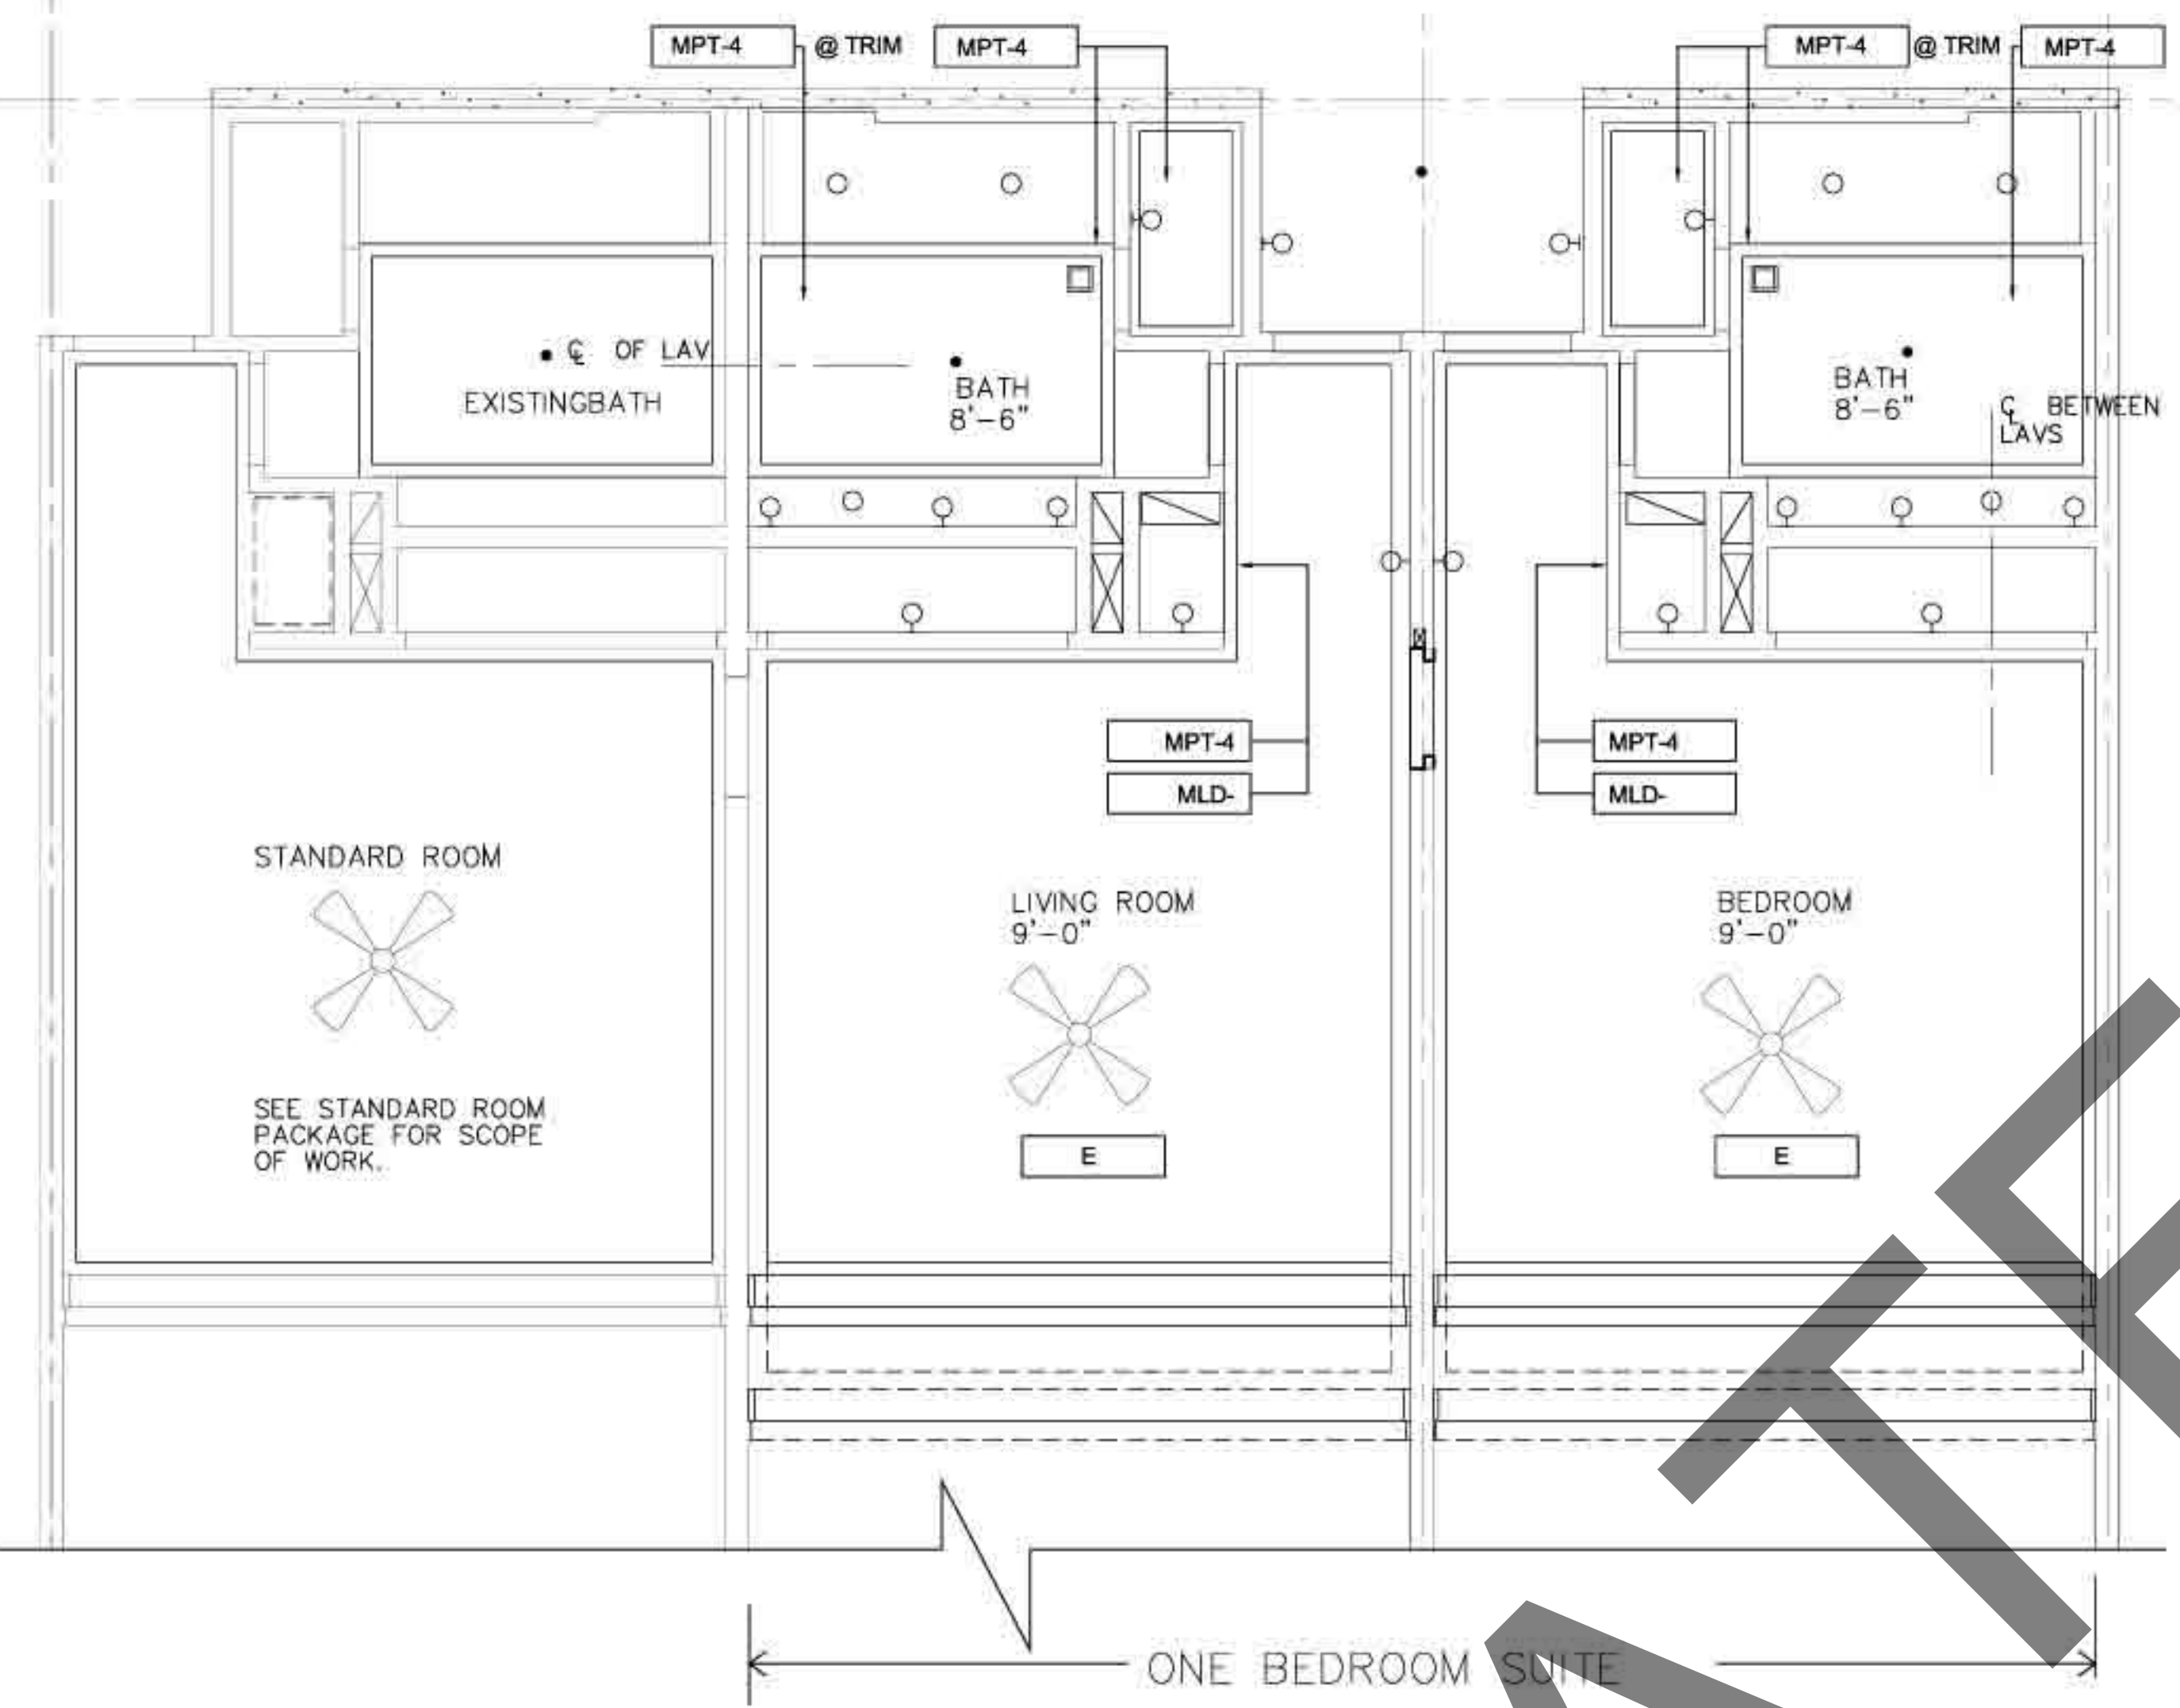 MPT-4 @ TRIM MPT-4
MPT-4 @ TRIM MPT-4
℄ OF LAV
EXISTINGBATH
BATH
8'-6"
BATH
8'-6"
℄ BETWEEN
LAVS
MPT-4
MLD-
MPT-4
MLD-
STANDARD ROOM
LIVING ROOM
9'-0"
BEDROOM
9'-0"
SEE STANDARD ROOM
PACKAGE FOR SCOPE
OF WORK.
E
E
ONE BEDROOM SUITE